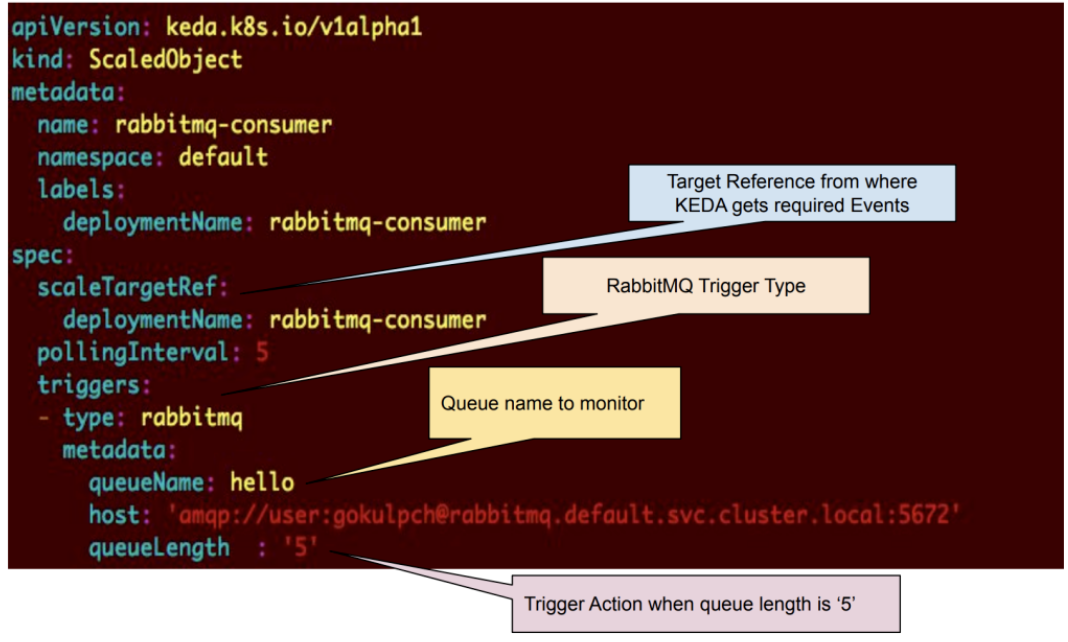 apiVersion: keda.k8s.io/v1alpha1
kind: ScaledObject
metadata:
name: rabbitmq-consumer
namespace: default
labels:
deploymentName: rabbitmq-consumer
spec:
scaleTargetRef:
deploymentName: rabbitmq-consumer
pollingInterval: 5
triggers:
- type: rabbitmq
metadata:
queueName: hello
host: 'amqp://user:gokulpch@rabbitmq.default.svc.cluster.local:5672'
queueLength  : '5'
Target Reference from where
KEDA gets required Events
RabbitMQ Trigger Type
Queue name to monitor
Trigger Action when queue length is ‘5’